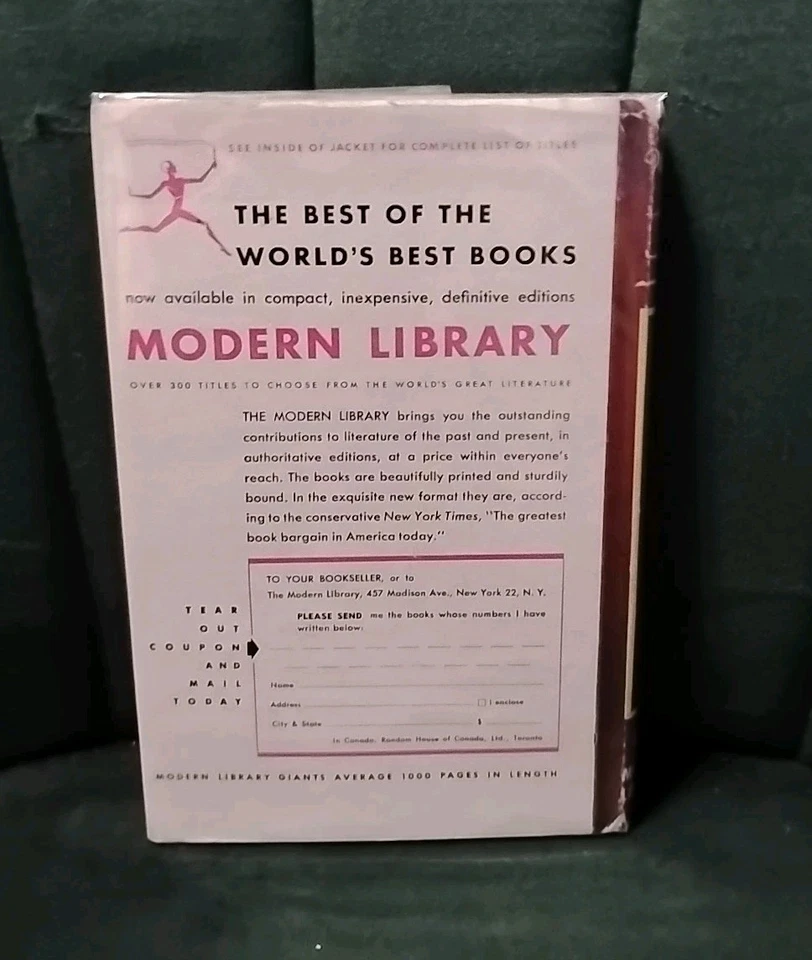 SEE INSIDE OF JACKET FOR COMPLETE LIST OF TITLES
THE BEST OF THE
WORLD'S BEST BOOKS
now available in compact, inexpensive, definitive editions
MODERN LIBRARY
OVER 300 TITLES TO CHOOSE FROM THE WORLD'S GREAT LITERATURE
THE MODERN LIBRARY brings you the outstanding
contributions to literature of the past and present, in
authoritative editions, at a price within everyone's
reach. The books are beautifully printed and sturdily
bound. In the exquisite new format they are, accord-
ing to the conservative New York Times, "The greatest
book bargain in America today."
TEAR
OUT
COUPON
AND
MAIL
TODAY
TO YOUR BOOKSELLER, or to
The Modern Library, 457 Madison Ave., New York 22, N. Y.
PLEASE SEND me the books whose numbers I have
written below:
Name
Address
I enclose
City & State
$
In Canada: Random House of Canada, Ltd., Toronto
MODERN LIBRARY GIANTS AVERAGE 1000 PAGES IN LENGTH